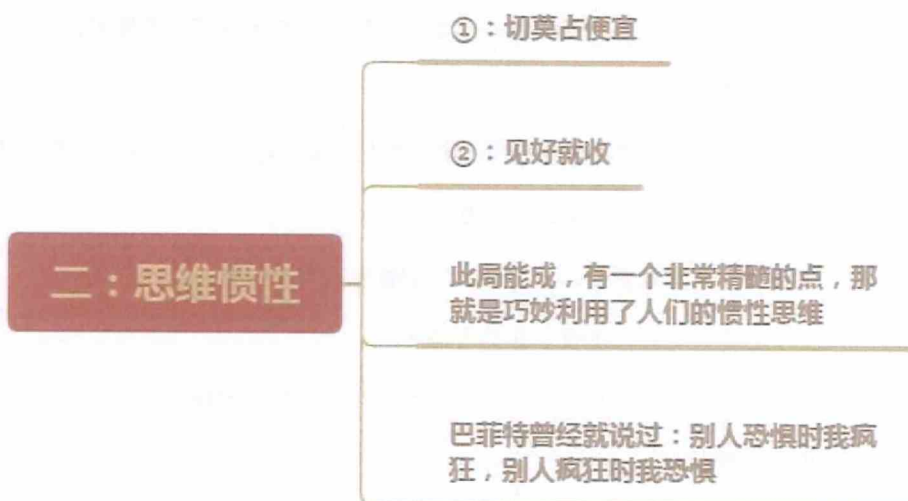 ①：切莫占便宜
②：见好就收
二：思维惯性
此局能成，有一个非常精髓的点，那
就是巧妙利用了人们的惯性思维
巴菲特曾经就说过：别人恐惧时我疯
狂，别人疯狂时我恐惧